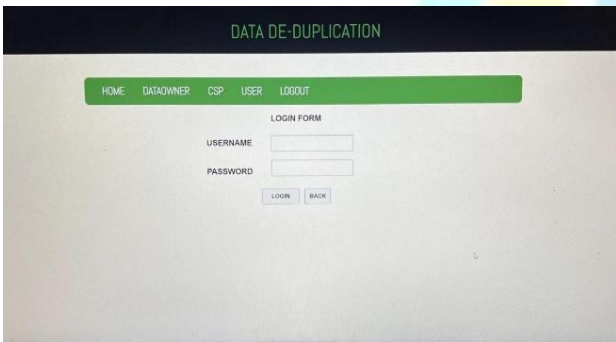 DATA DE-DUPLICATION
HOME DATAOWNER CSP USER LOGOUT
LOGIN FORM
USERNAME
PASSWORD
LOGIN BACK